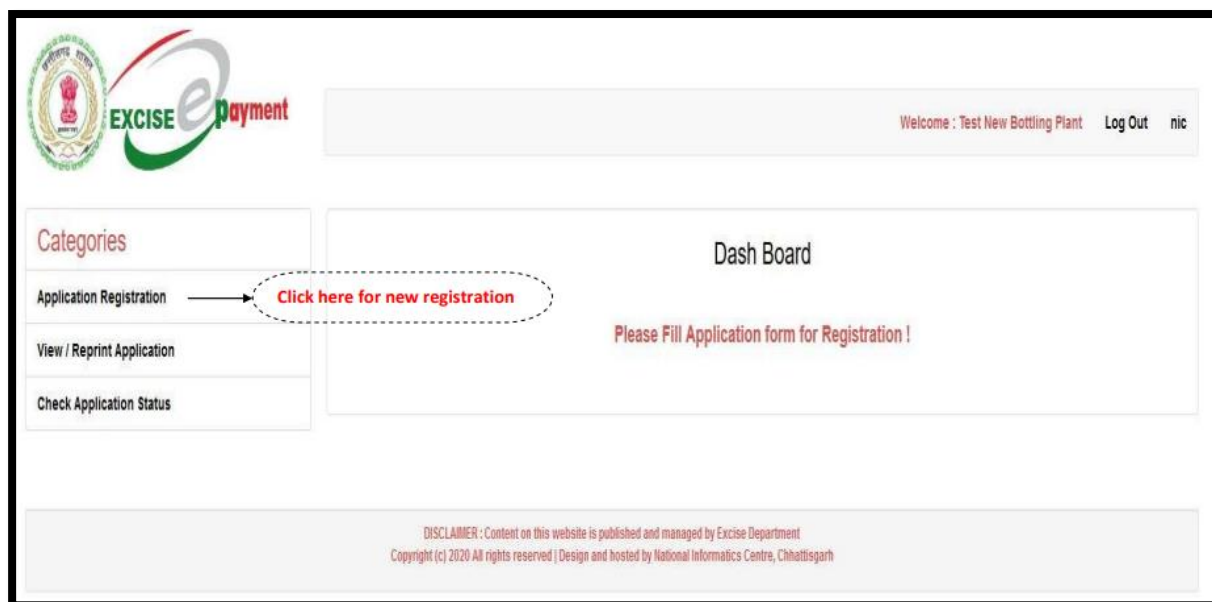 EXCISE ePayment
Welcome : Test New Bottling Plant Log Out nic
Categories
Application Registration
Click here for new registration
View / Reprint Application
Check Application Status
Dash Board
Please Fill Application form for Registration !
DISCLAIMER : Content on this website is published and managed by Excise Department
Copyright (c) 2020 All rights reserved | Design and hosted by National Informatics Centre, Chhattisgarh